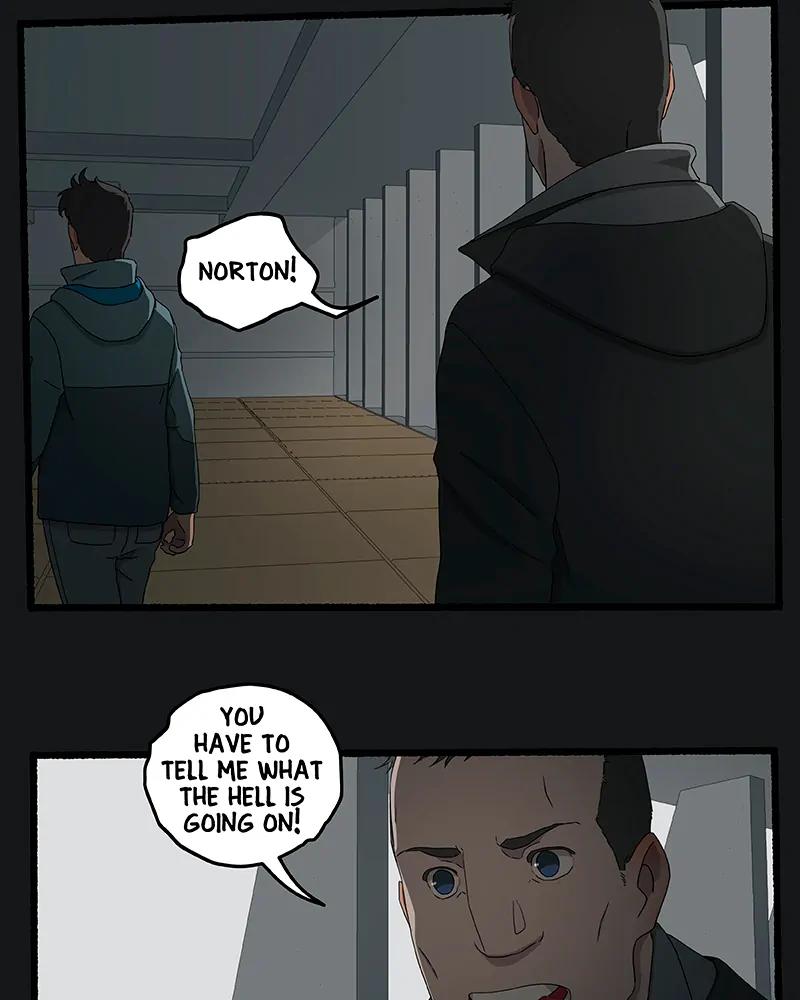 NORTON!
YOU
HAVE TO
TELL ME WHAT
THE HELL IS
GOING ON!